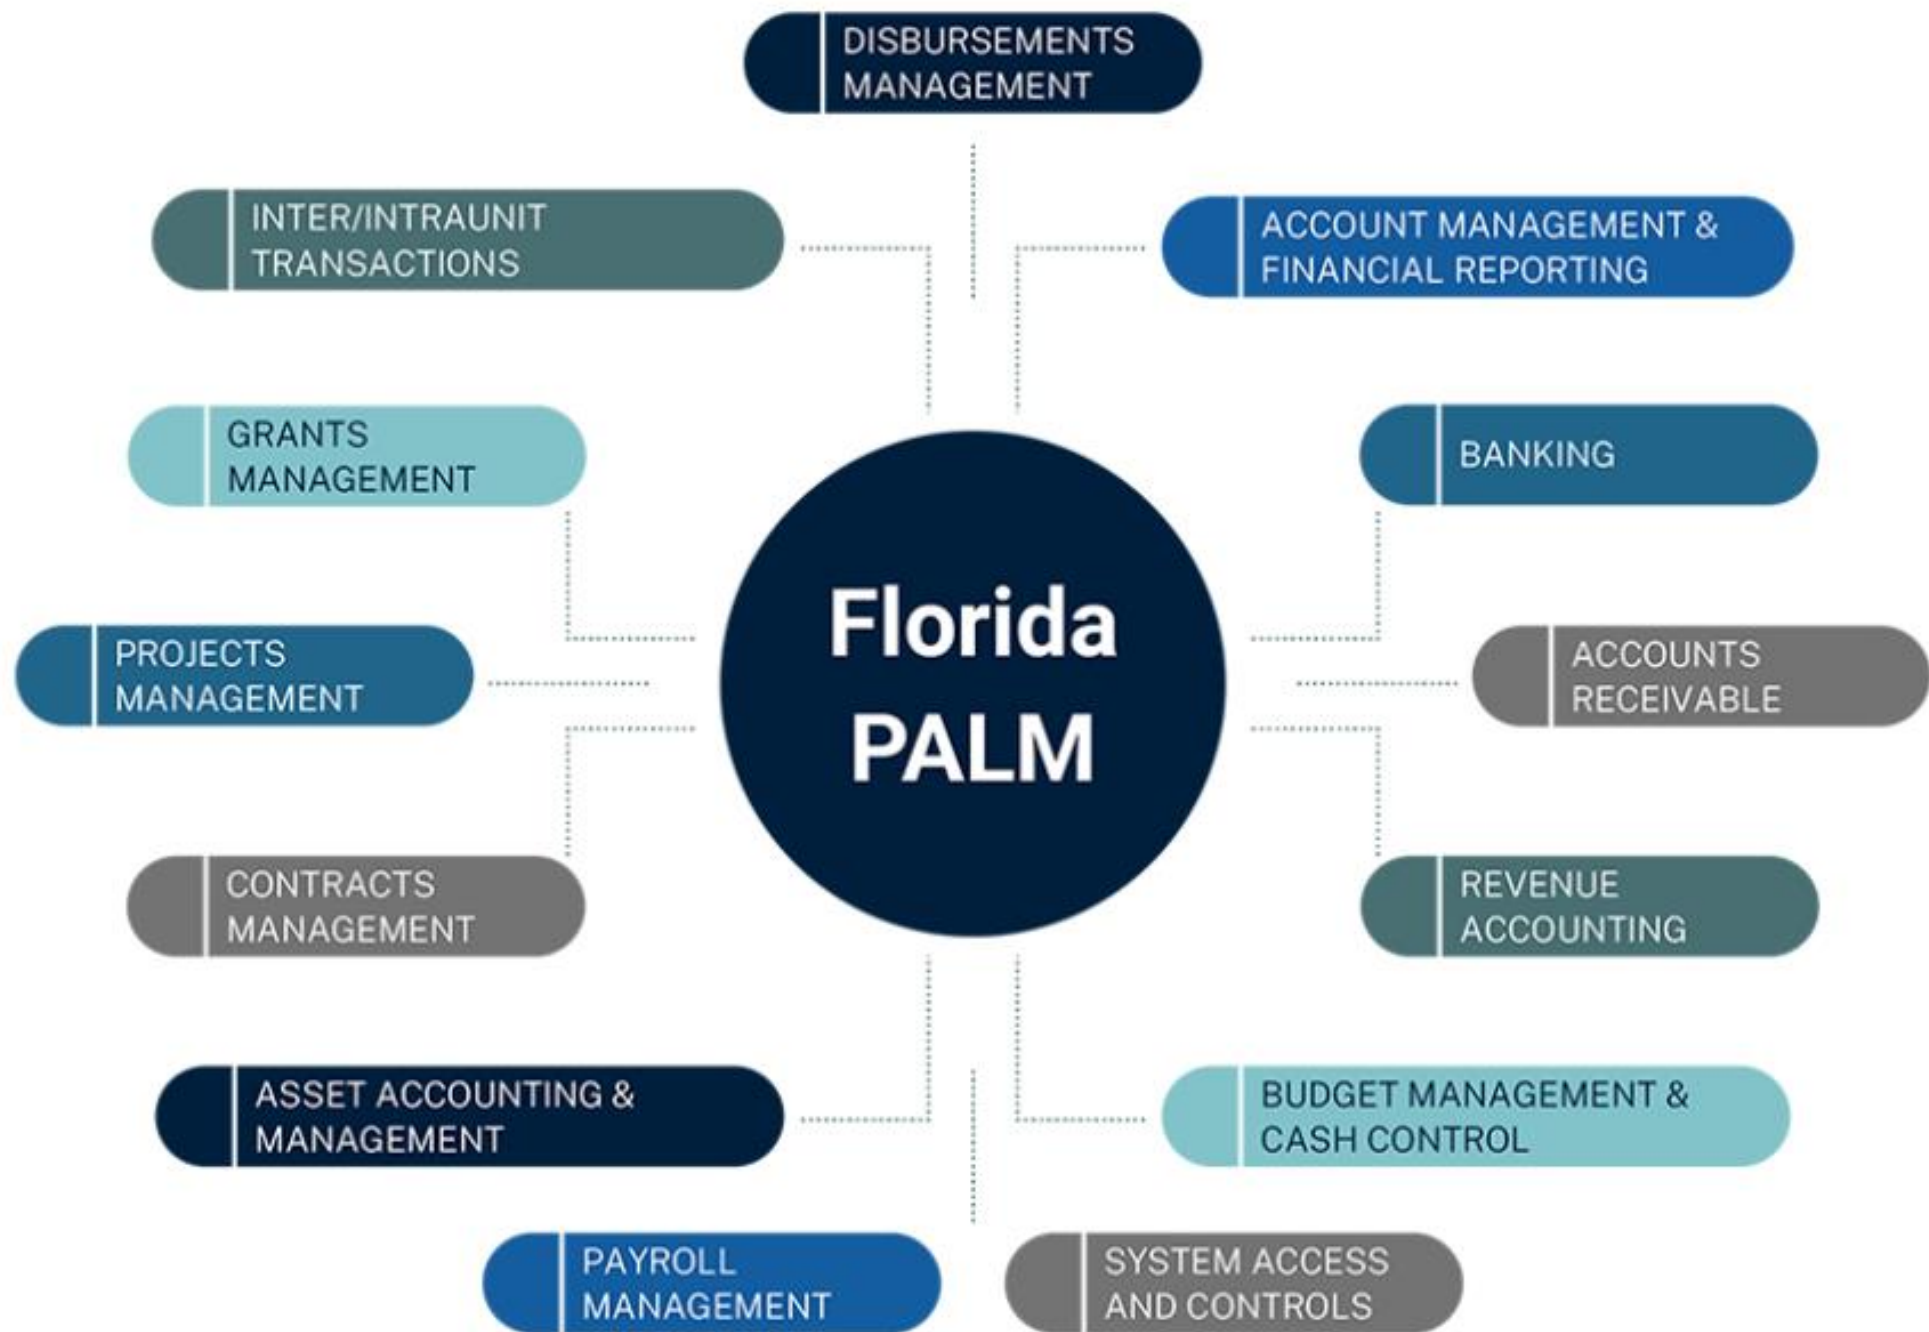 DISBURSEMENTS
MANAGEMENT
INTER/INTRAUNIT
TRANSACTIONS
ACCOUNT MANAGEMENT &
FINANCIAL REPORTING
GRANTS
MANAGEMENT
BANKING
Florida
PALM
PROJECTS
MANAGEMENT
ACCOUNTS
RECEIVABLE
CONTRACTS
MANAGEMENT
REVENUE
ACCOUNTING
ASSET ACCOUNTING &
MANAGEMENT
BUDGET MANAGEMENT &
CASH CONTROL
PAYROLL
MANAGEMENT
SYSTEM ACCESS
AND CONTROLS